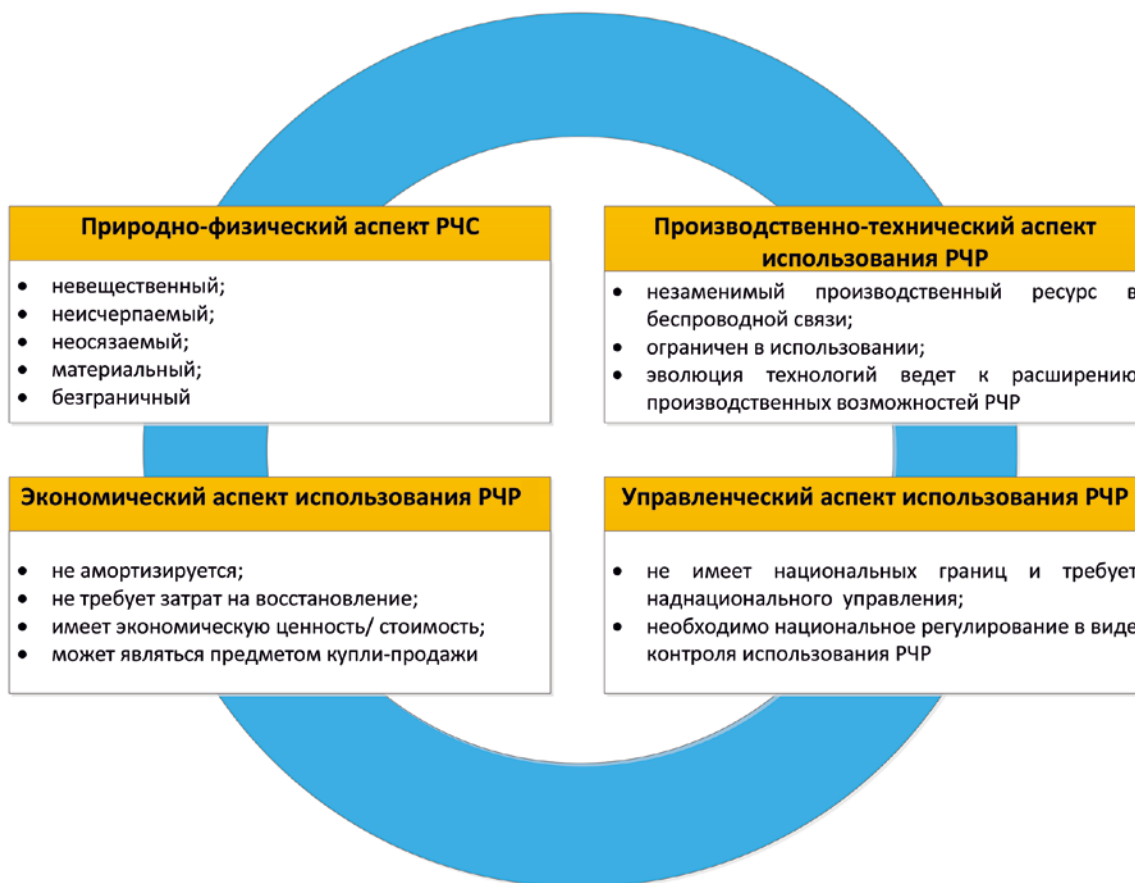 Природно-физический аспект РЧС
• невещественный;
• неисчерпаемый;
• неосязаемый;
• материальный;
• безграничный
Производственно-технический аспект
использования РЧР
• незаменимый производственный ресурс в
беспроводной связи;
• ограничен в использовании;
• эволюция технологий ведет к расширению
производственных возможностей РЧР
Экономический аспект использования РЧР
• не амортизируется;
• не требует затрат на восстановление;
• имеет экономическую ценность/ стоимость;
• может являться предметом купли-продажи
Управленческий аспект использования РЧР
• не имеет национальных границ и требует
наднационального управления;
• необходимо национальное регулирование в виде
контроля использования РЧР